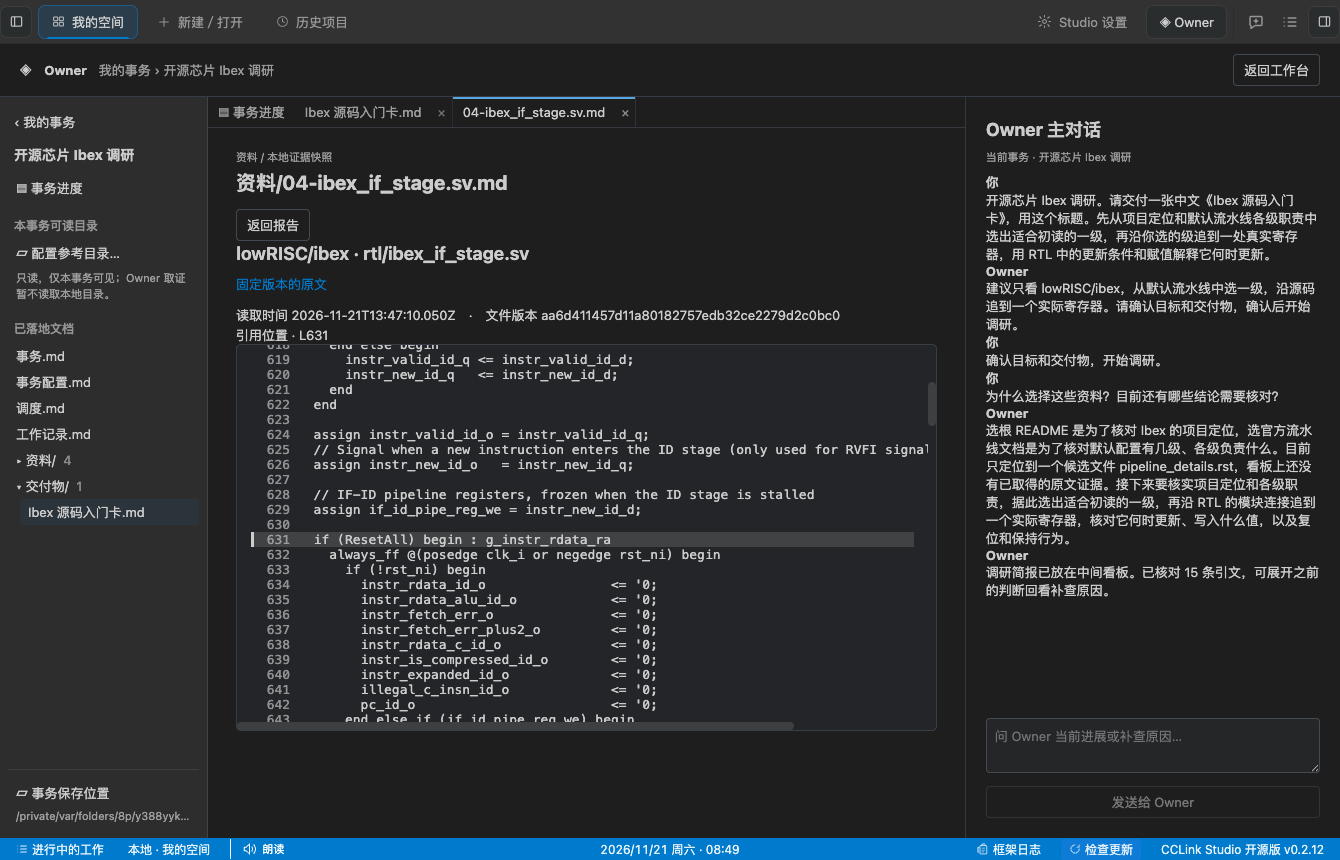 我的空间
新建 / 打开
历史项目
Studio 设置
Owner
Owner 我的事务 › 开源芯片 Ibex 调研
返回工作台
‹ 我的事务
开源芯片 Ibex 调研
事务进度
本事务可读目录
配置参考目录...
只读，仅本事务可见；Owner 取证
暂不读取本地目录。
已落地文档
事务.md
事务配置.md
调度.md
工作记录.md
资料/ 4
交付物/ 1
Ibex 源码入门卡.md
事务保存位置
/private/var/folders/8p/y388yyk...
事务进度
Ibex 源码入门卡.md ×
04-ibex_if_stage.sv.md ×
资料 / 本地证据快照
资料/04-ibex_if_stage.sv.md
返回报告
lowRISC/ibex · rtl/ibex_if_stage.sv
固定版本的原文
读取时间 2026-11-21T13:47:10.050Z · 文件版本 aa6d411457d11a80182757edb32ce2279d2c0bc0
引用位置 · L631
618 end else begin
619 instr_valid_id_q <= instr_valid_id_d;
620 instr_new_id_q <= instr_new_id_d;
621 end
622 end
623
624 assign instr_valid_id_o = instr_valid_id_q;
625 // Signal when a new instruction enters the ID stage (only used for RVFI signal
626 assign instr_new_id_o = instr_new_id_q;
627
628 // IF-ID pipeline registers, frozen when the ID stage is stalled
629 assign if_id_pipe_reg_we = instr_new_id_d;
630
631 if (ResetAll) begin : g_instr_rdata_ra
632 always_ff @(posedge clk_i or negedge rst_ni) begin
633 if (!rst_ni) begin
634 instr_rdata_id_o <= '0;
635 instr_rdata_alu_id_o <= '0;
636 instr_fetch_err_o <= '0;
637 instr_fetch_err_plus2_o <= '0;
638 instr_rdata_c_id_o <= '0;
639 instr_is_compressed_id_o <= '0;
640 instr_expanded_id_o <= '0;
641 illegal_c_insn_id_o <= '0;
642 pc_id_o <= '0;
643 end else if (if_id_pipe_reg_we) begin
Owner 主对话
当前事务 · 开源芯片 Ibex 调研
你
开源芯片 Ibex 调研。请交付一张中文《Ibex 源码入门
卡》，用这个标题。先从项目定位和默认流水线各级职责中
选出适合初读的一级，再沿你选的级追到一处真实寄存
器，用 RTL 中的更新条件和赋值解释它何时更新。
Owner
建议只看 lowRISC/ibex，从默认流水线中选一级，沿源码
追到一个实际寄存器。请确认目标和交付物，确认后开始
调研。
你
确认目标和交付物，开始调研。
你
为什么选择这些资料？目前还有哪些结论需要核对？
Owner
选根 README 是为了核对 Ibex 的项目定位，选官方流水
线文档是为了核对默认配置有几级、各级负责什么。目前
只定位到一个候选文件 pipeline_details.rst，看板上还没
有已取得的原文证据。接下来要核实项目定位和各级职
责，据此选出适合初读的一级，再沿 RTL 的模块连接追到
一个实际寄存器，核对它何时更新、写入什么值，以及复
位和保持行为。
Owner
调研简报已放在中间看板。已核对 15 条引文，可展开之前
的判断回看补查原因。
问 Owner 当前进展或补查原因...
发送给 Owner
进行中的工作
本地 · 我的空间
朗读
2026/11/21 周六 · 08:49
框架日志
检查更新
CCLink Studio 开源版 v0.2.12